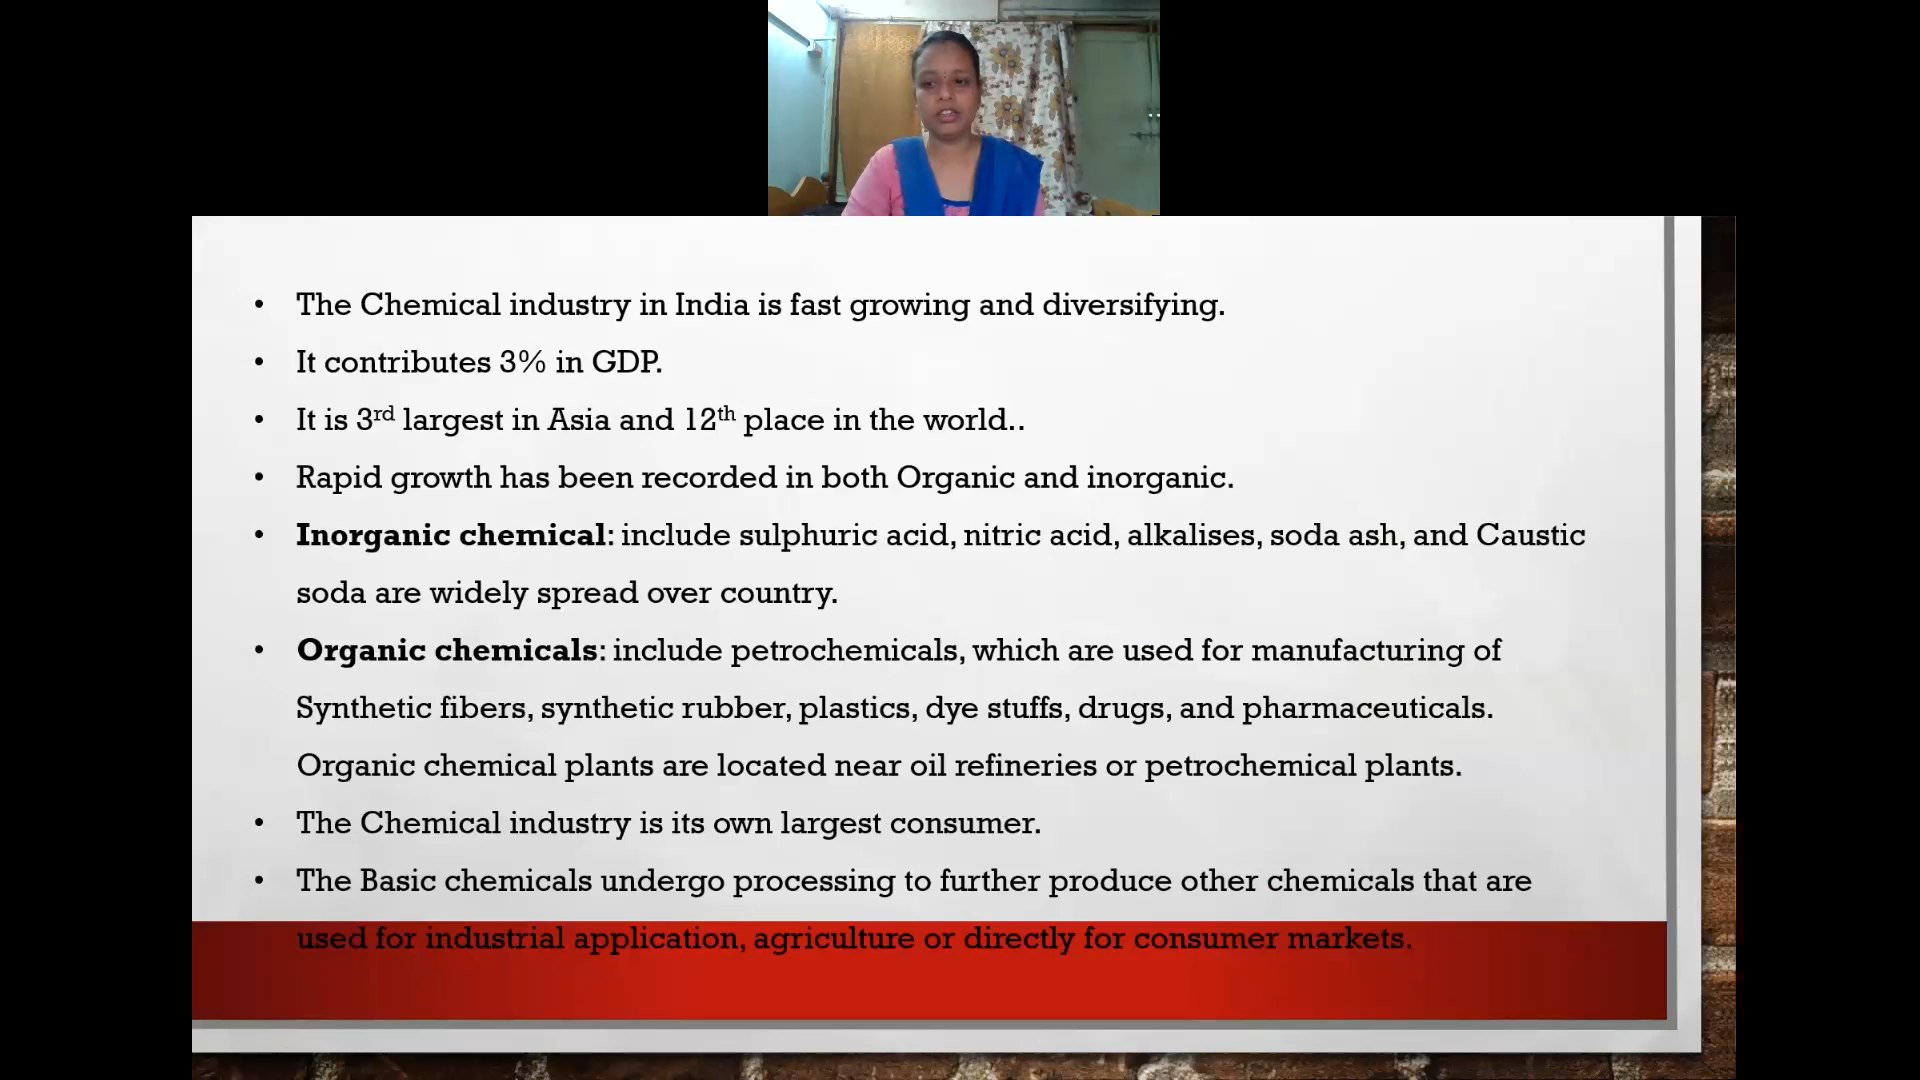 • The Chemical industry in India is fast growing and diversifying.
• It contributes 3% in GDP.
• It is 3rd largest in Asia and 12th place in the world..
• Rapid growth has been recorded in both Organic and inorganic.
• Inorganic chemical: include sulphuric acid, nitric acid, alkalises, soda ash, and Caustic
soda are widely spread over country.
• Organic chemicals: include petrochemicals, which are used for manufacturing of
Synthetic fibers, synthetic rubber, plastics, dye stuffs, drugs, and pharmaceuticals.
Organic chemical plants are located near oil refineries or petrochemical plants.
• The Chemical industry is its own largest consumer.
• The Basic chemicals undergo processing to further produce other chemicals that are
used for industrial application, agriculture or directly for consumer markets.